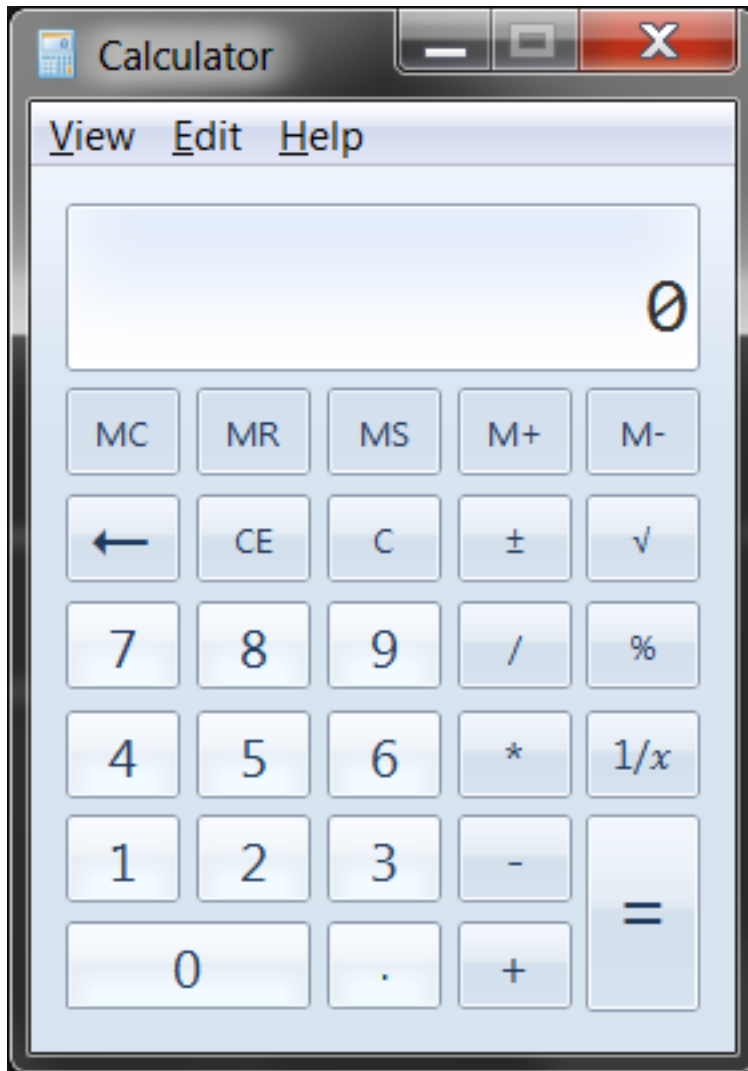 Calculator
View Edit Help
0
MC MR MS M+ M-
← CE C ± √
7 8 9 / %
4 5 6 * 1/x
1 2 3 - =
0 . +